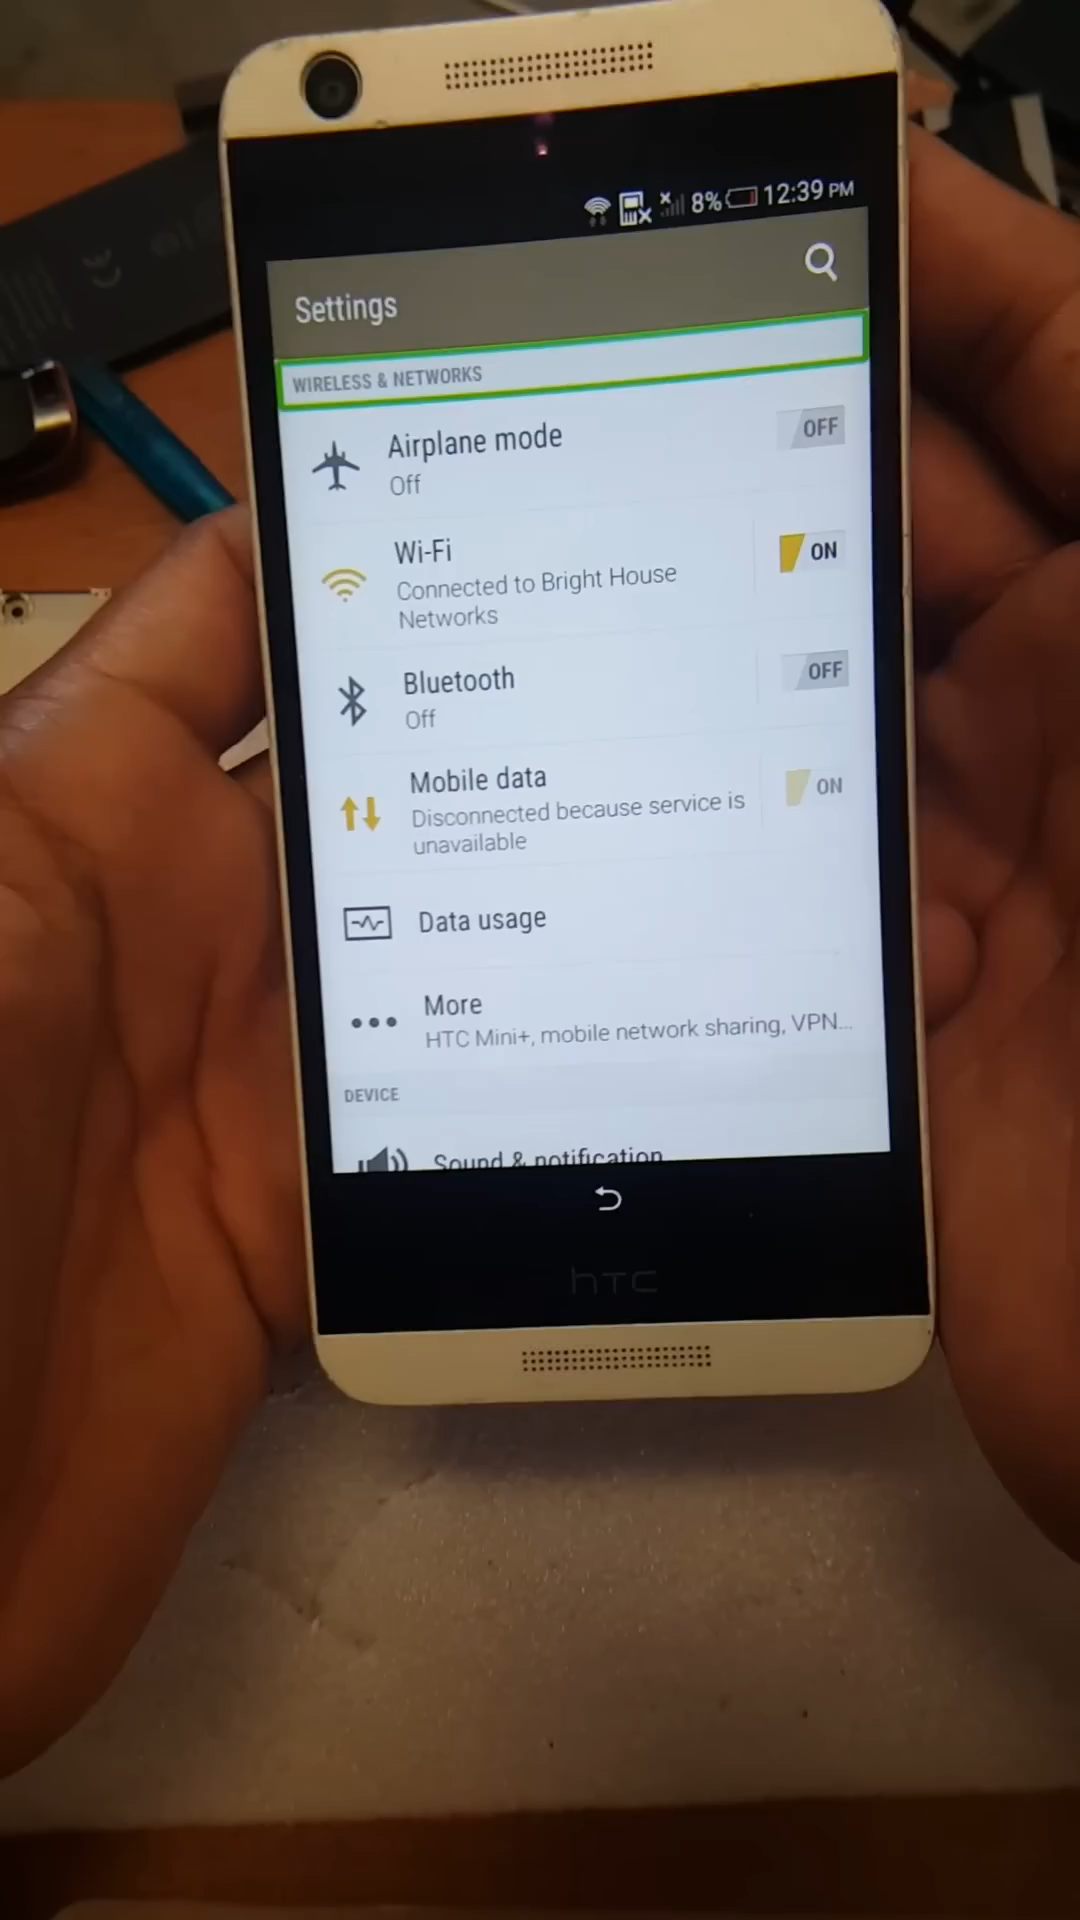 8% 12:39 PM
Settings
WIRELESS & NETWORKS
Airplane mode
OFF
Off
Wi-Fi
ON
Connected to Bright House
Networks
Bluetooth
OFF
Off
Mobile data
ON
Disconnected because service is
unavailable
Data usage
More
HTC Mini+, mobile network sharing, VPN...
DEVICE
Sound & notification
hTC